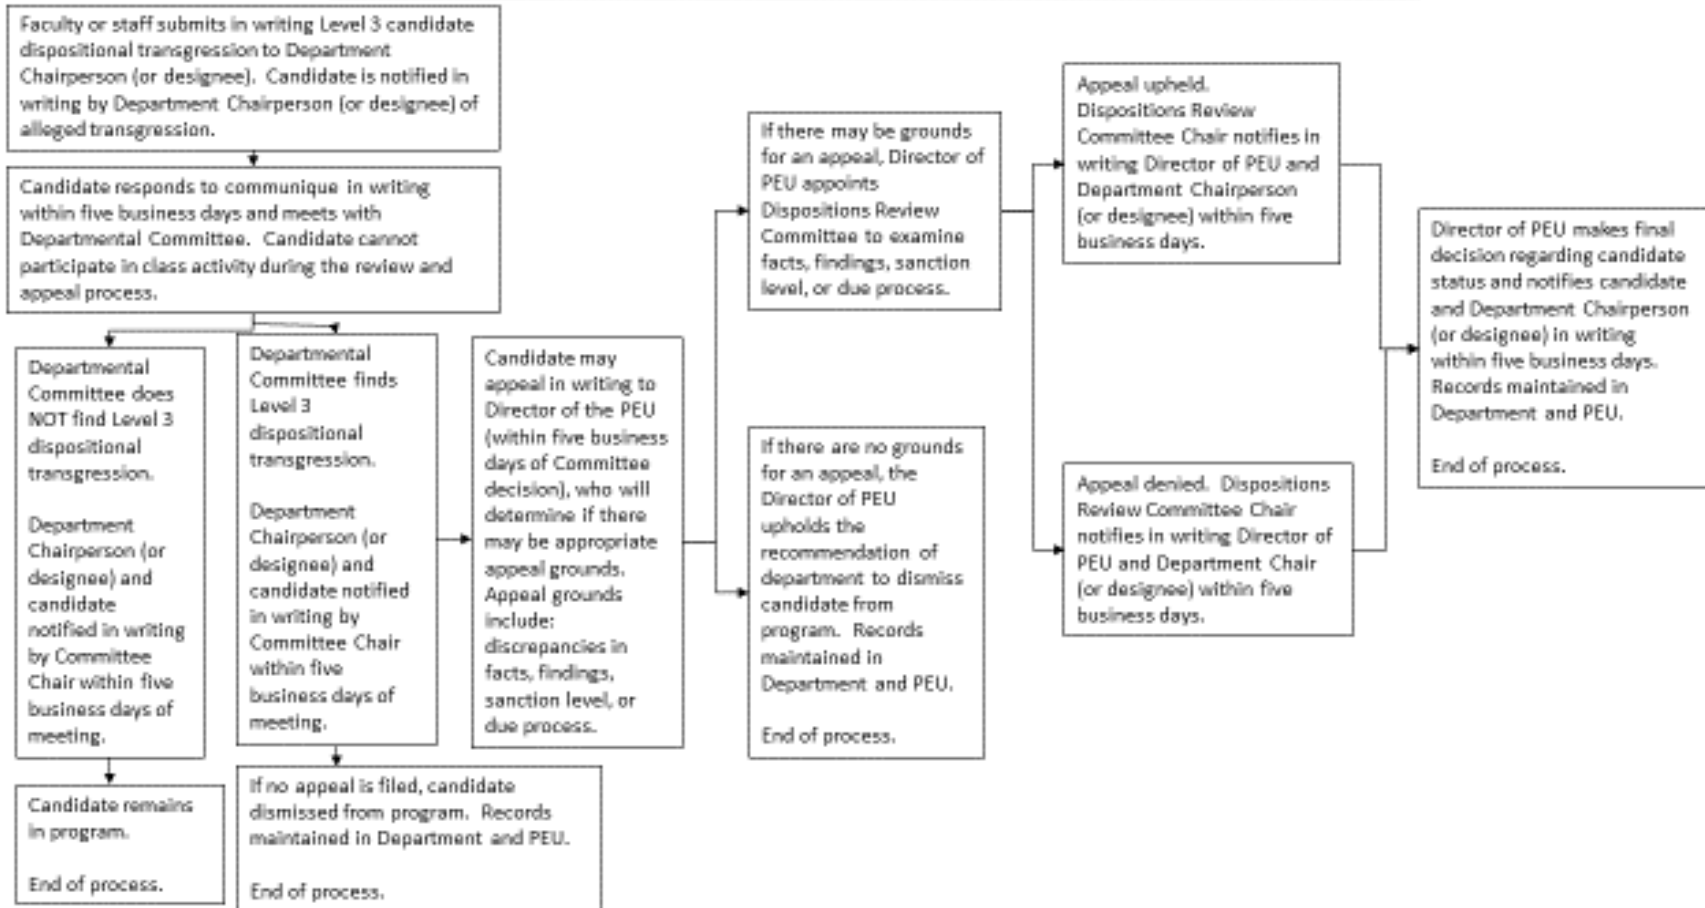 Faculty or staff submits in writing Level 3 candidate
dispositional transgression to Department
Chairperson (or designee). Candidate is notified in
writing by Department Chairperson (or designee) of
alleged transgression.
Candidate responds to communique in writing
within five business days and meets with
Departmental Committee. Candidate cannot
participate in class activity during the review and
appeal process.
Departmental
Committee does
NOT find Level 3
dispositional
transgression.
Department
Chairperson (or
designee) and
candidate
notified in writing
by Committee
Chair within five
business days of
meeting.
Candidate remains
in program.
End of process.
Departmental
Committee finds
Level 3
dispositional
transgression.
Department
Chairperson (or
designee) and
candidate notified
in writing by
Committee Chair
within five
business days of
meeting.
If no appeal is filed, candidate
dismissed from program. Records
maintained in Department and PEU.
End of process.
Candidate may
appeal in writing to
Director of the PEU
(within five business
days of Committee
decision), who will
determine if there
may be appropriate
appeal grounds.
Appeal grounds
include:
discrepancies in
facts, findings,
sanction level, or
due process.
If there may be grounds
for an appeal, Director of
PEU appoints
Dispositions Review
Committee to examine
facts, findings, sanction
level, or due process.
If there are no grounds
for an appeal, the
Director of PEU
upholds the
recommendation of
department to dismiss
candidate from
program. Records
maintained in
Department and PEU.
End of process.
Appeal upheld.
Dispositions Review
Committee Chair notifies in
writing Director of PEU and
Department Chairperson
(or designee) within five
business days.
Appeal denied. Dispositions
Review Committee Chair
notifies in writing Director of
PEU and Department Chair
(or designee) within five
business days.
Director of PEU makes final
decision regarding candidate
status and notifies candidate
and Department Chairperson
(or designee) in writing
within five business days.
Records maintained in
Department and PEU.
End of process.